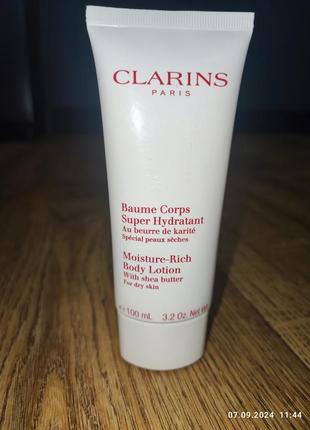 CLARINS
PARIS
Baume Corps
Super Hydratant
Au beurre de karité
Spécial peaux sèches
Moisture-Rich
Body Lotion
With shea butter
For dry skin
℮100 mL 3.2 Oz. Net
07.09.2024 11:44